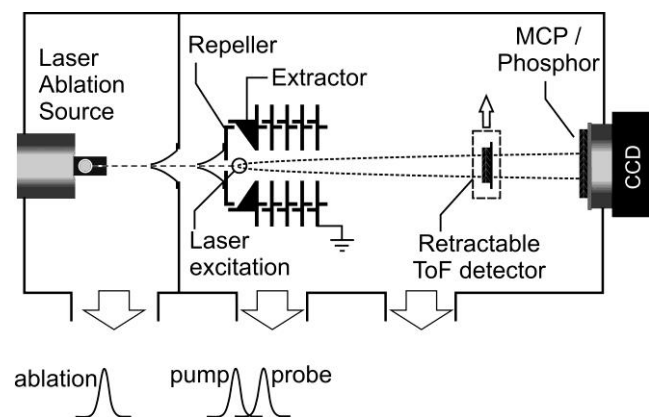 Laser
Ablation
Source
Repeller
Extractor
MCP /
Phosphor
CCD
Laser
excitation
Retractable
ToF detector
ablation
pump
probe